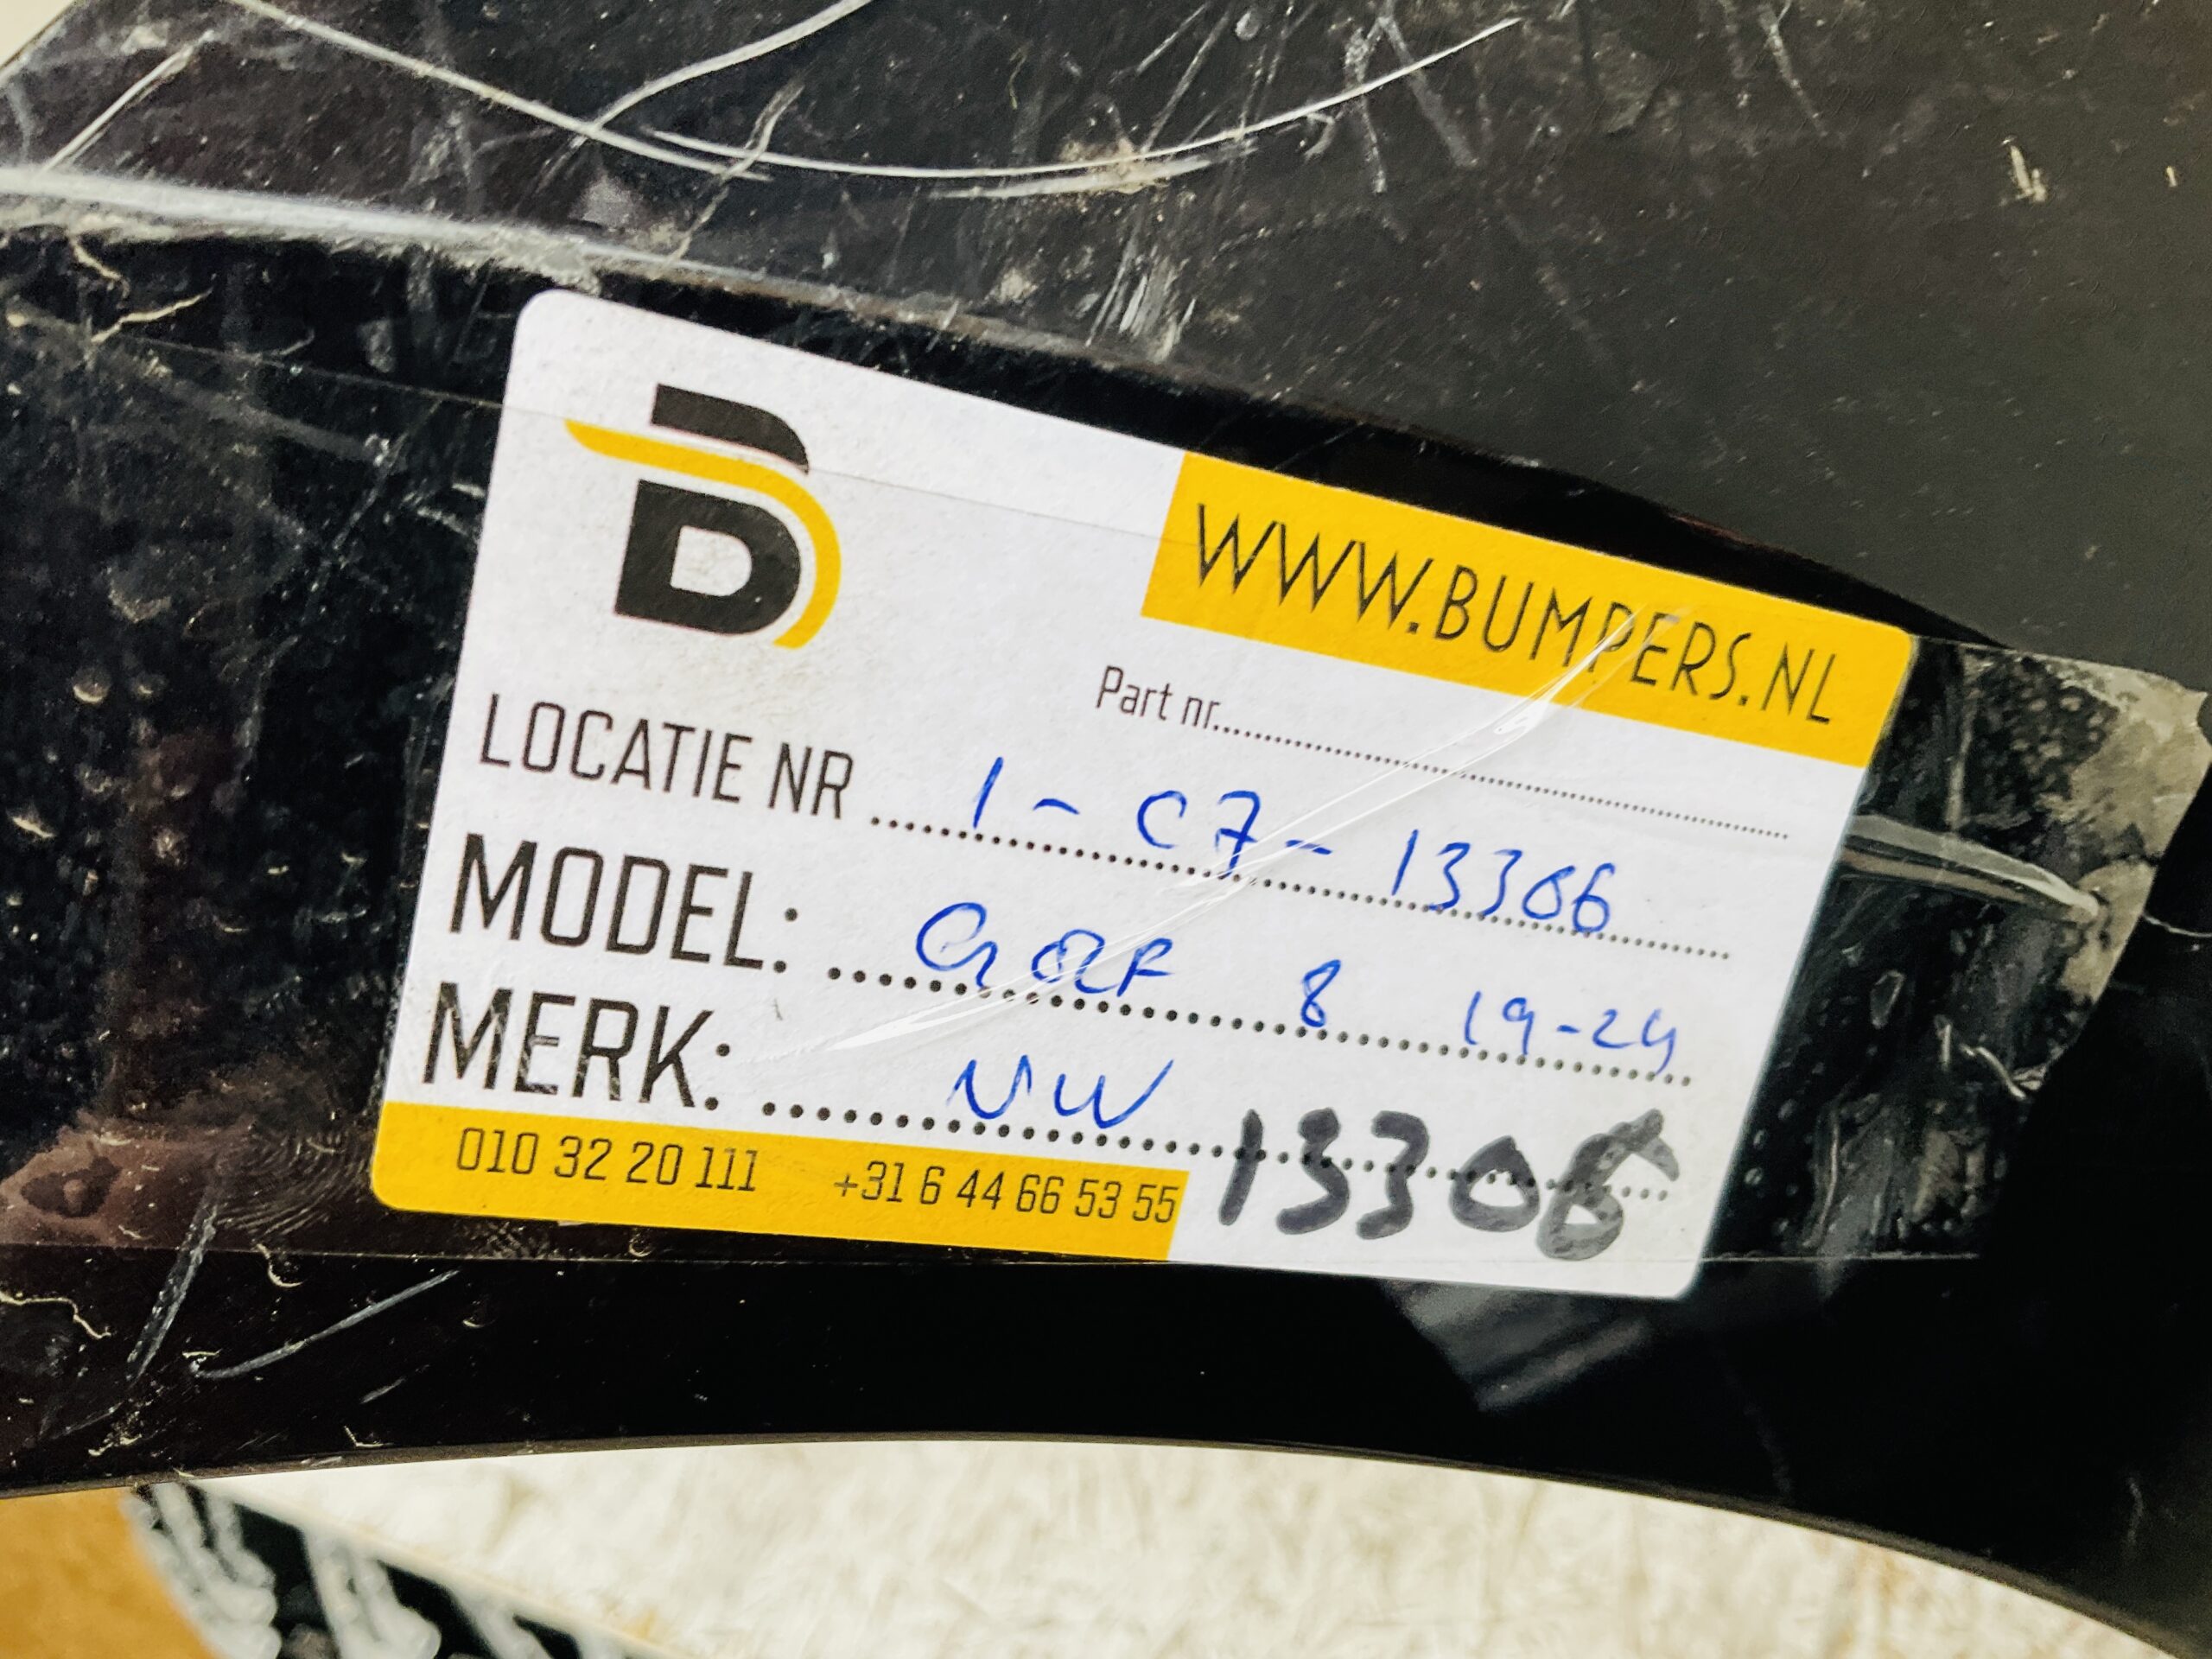 B
WWW.BUMPERS.NL
Part nr.
LOCATIE NR 1 - C7 - 13306
MODEL: GOLF 8 19-24
MERK: VW
13306
010 32 20 111 +31 6 44 66 53 55